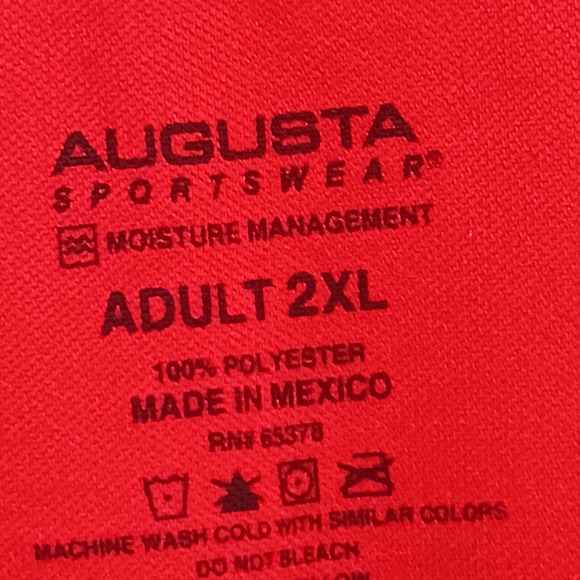 AUGUSTA
SPORTSWEAR®
MOISTURE MANAGEMENT
ADULT 2XL
100% POLYESTER
MADE IN MEXICO
RN# 65378
MACHINE WASH COLD WITH SIMILAR COLORS
DO NOT BLEACH
LOW